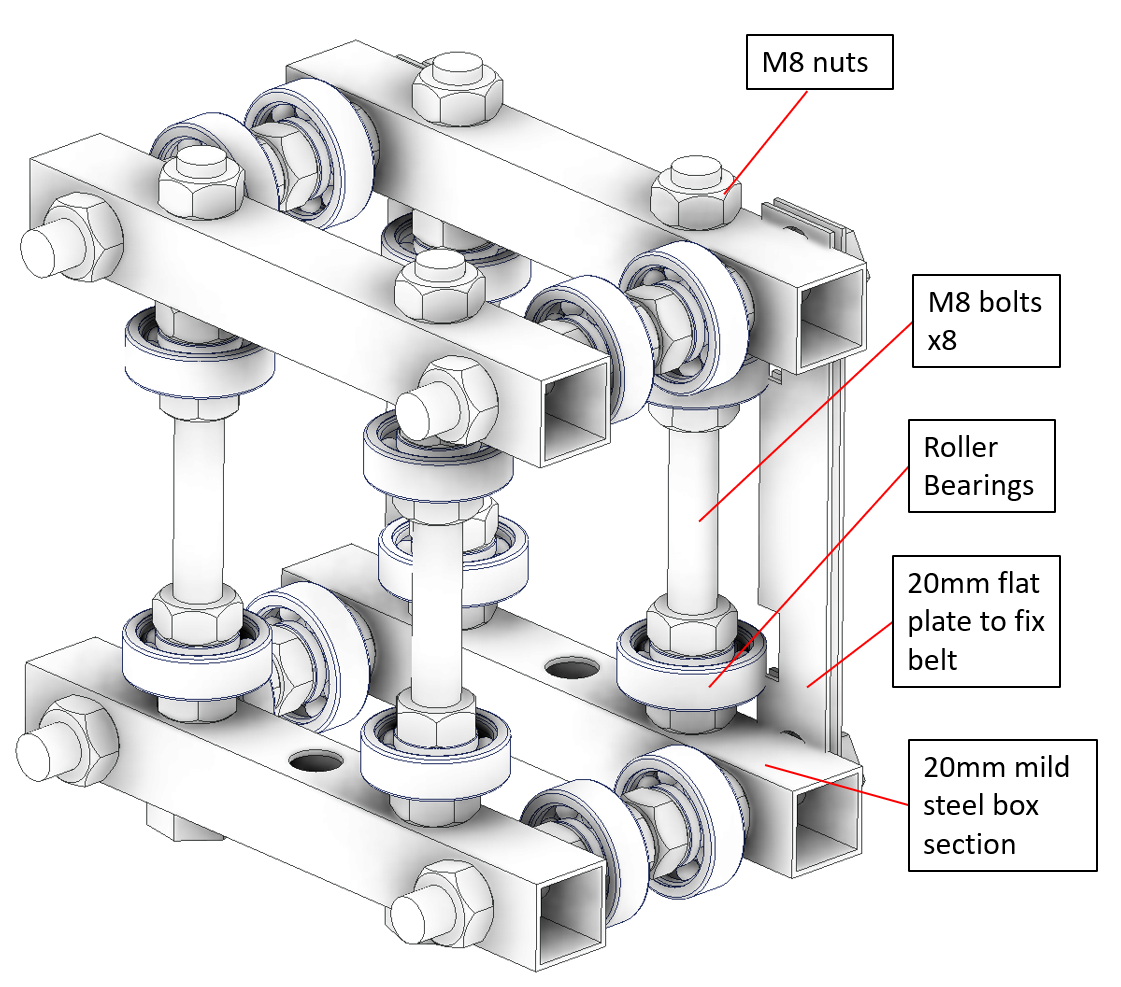 M8 nuts
M8 bolts
x8
Roller
Bearings
20mm flat
plate to fix
belt
20mm mild
steel box
section